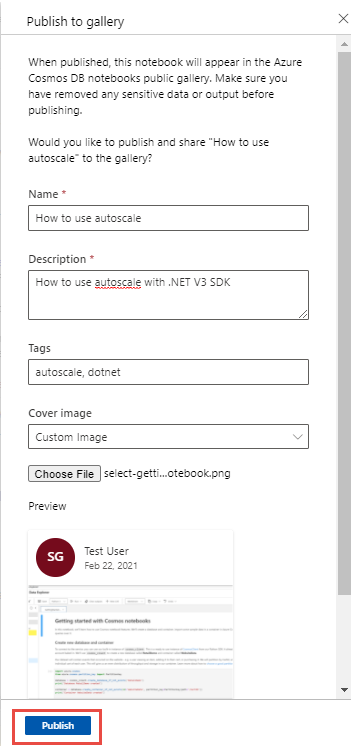 Publish to gallery
When published, this notebook will appear in the Azure
Cosmos DB notebooks public gallery. Make sure you
have removed any sensitive data or output before
publishing.
Would you like to publish and share "How to use
autoscale" to the gallery?
Name *
How to use autoscale
Description *
How to use autoscale with .NET V3 SDK
Tags
autoscale, dotnet
Cover image
Custom Image
Choose File select-getti...otebook.png
Preview
SG
Test User
Feb 22, 2021
Data Explorer
Getting started with Cosmos notebooks
Create new database and container
Publish